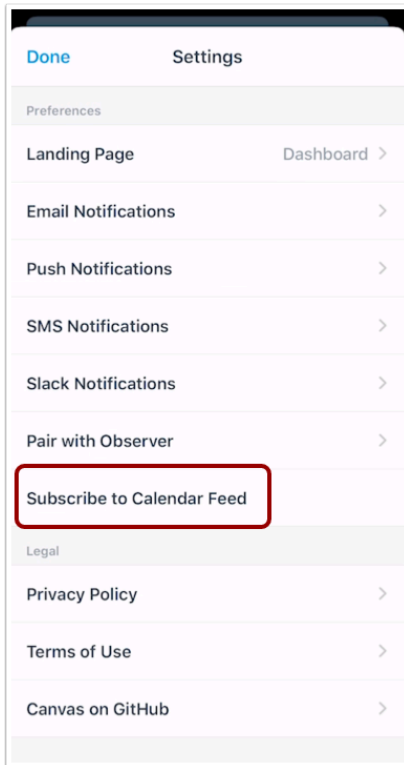 Done Settings
Preferences
Landing Page Dashboard
Email Notifications
Push Notifications
SMS Notifications
Slack Notifications
Pair with Observer
Subscribe to Calendar Feed
Legal
Privacy Policy
Terms of Use
Canvas on GitHub